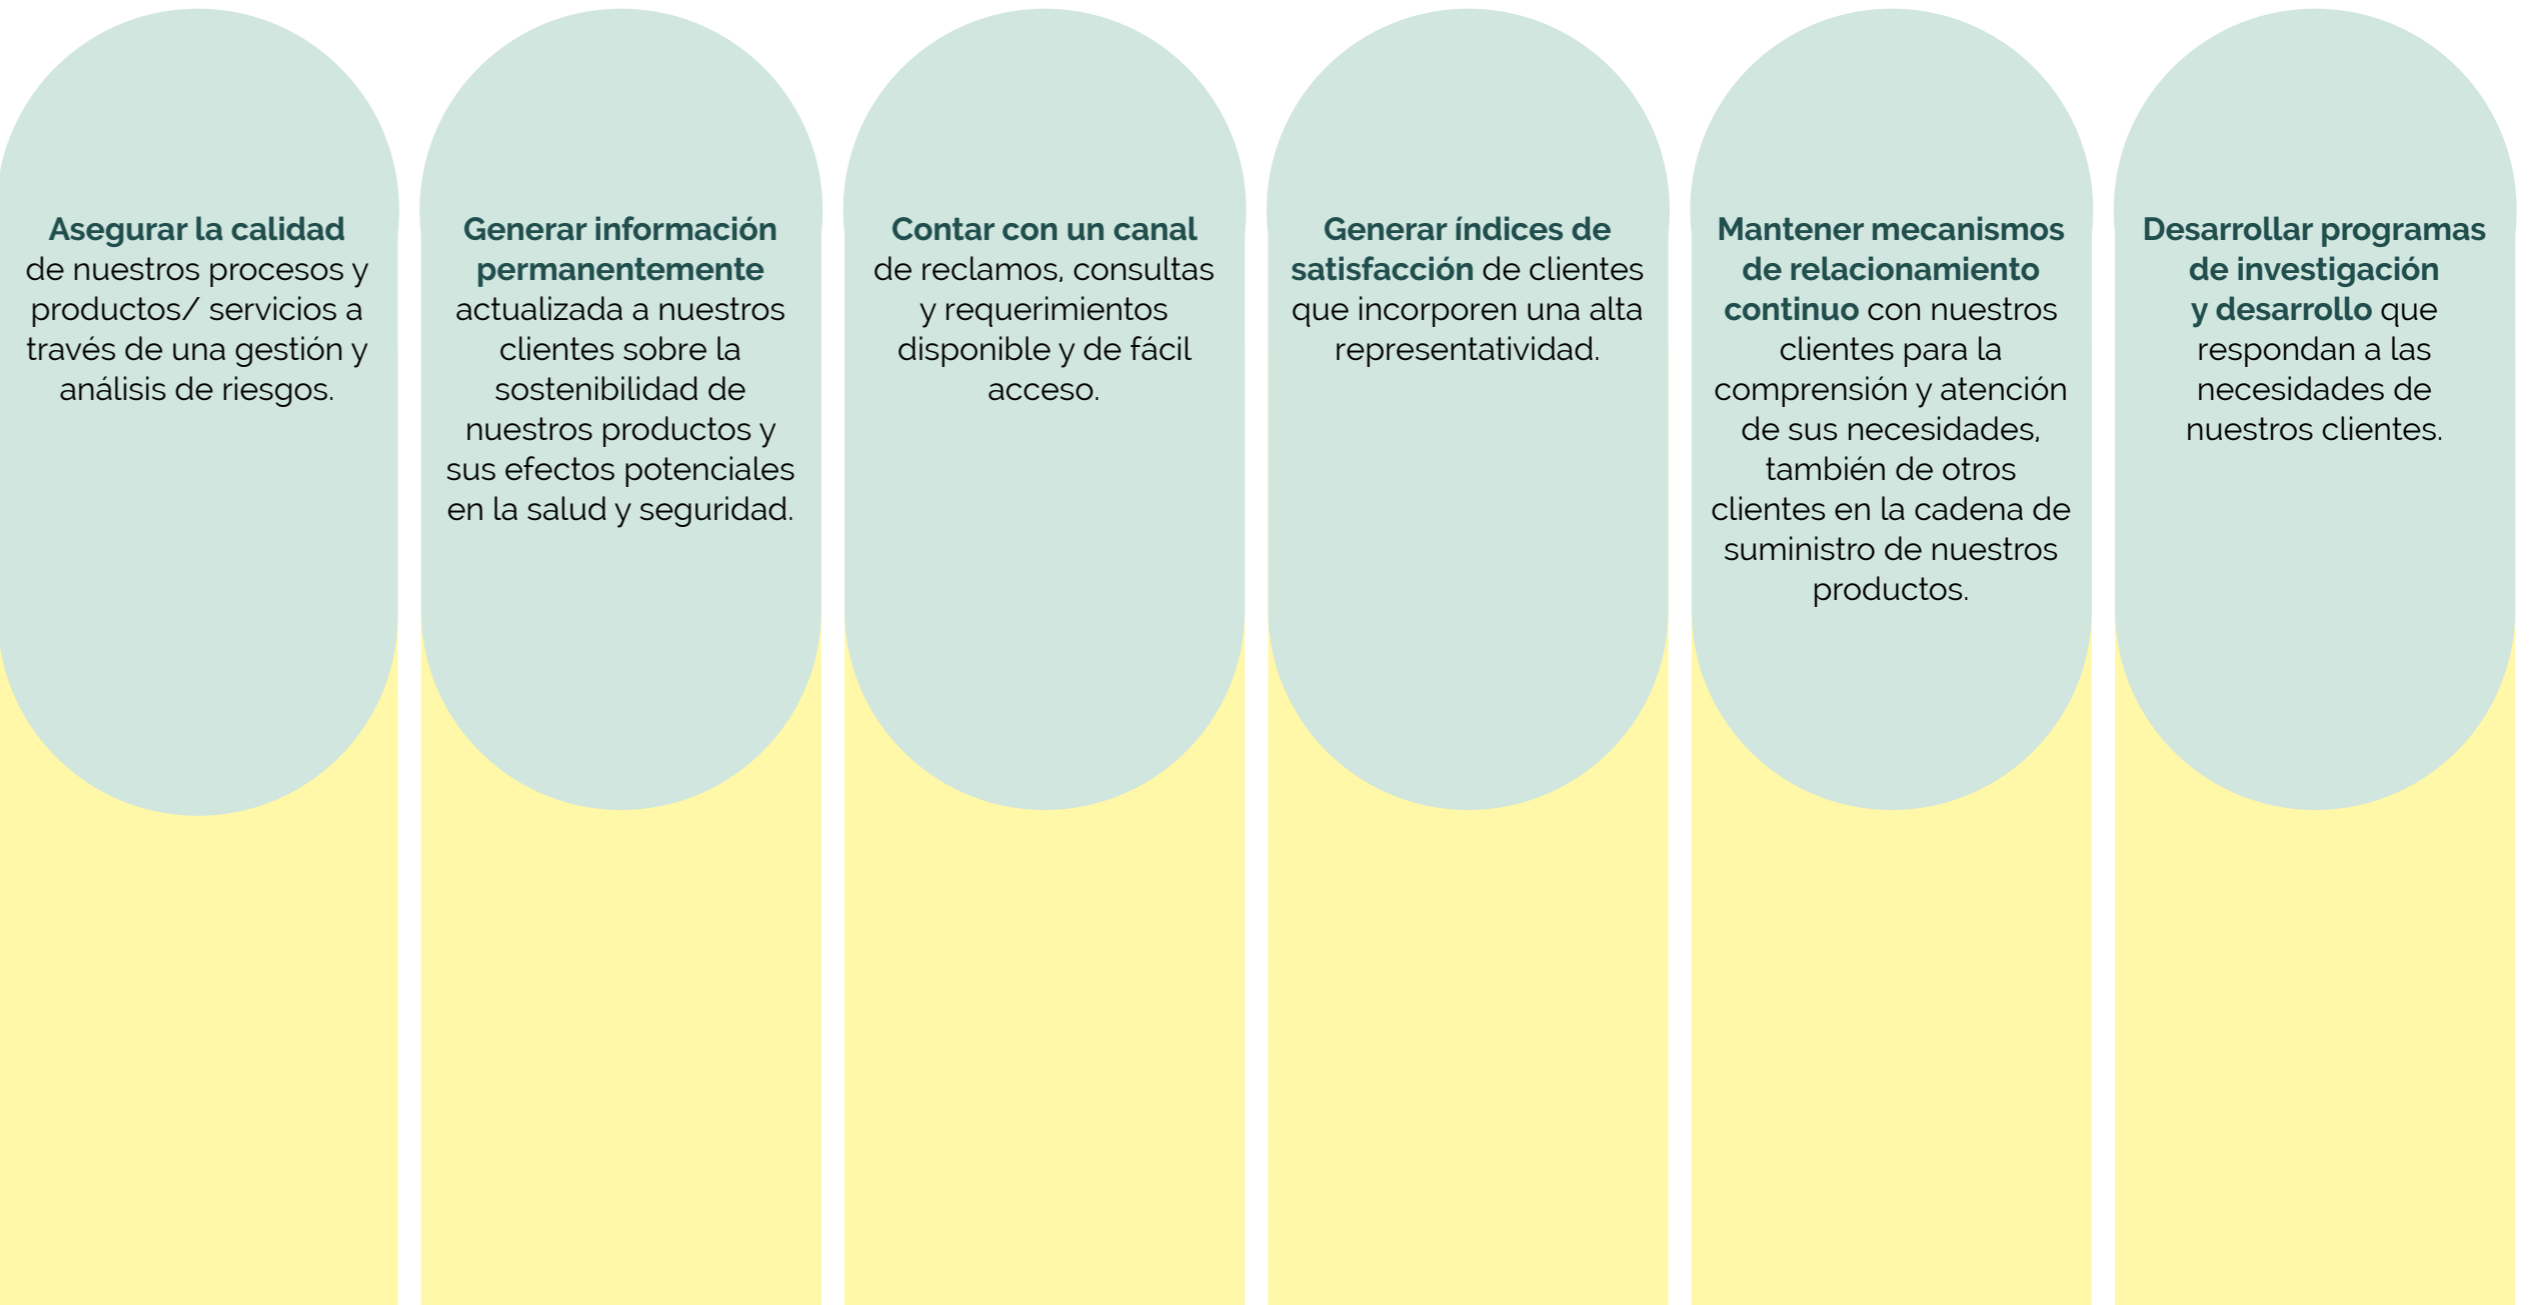 Asegurar la calidad
de nuestros procesos y
productos/ servicios a
través de una gestión y
análisis de riesgos.
Generar información
permanentemente
actualizada a nuestros
clientes sobre la
sostenibilidad de
nuestros productos y
sus efectos potenciales
en la salud y seguridad.
Contar con un canal
de reclamos, consultas
y requerimientos
disponible y de fácil
acceso.
Generar índices de
satisfacción de clientes
que incorporen una alta
representatividad.
Mantener mecanismos
de relacionamiento
continuo con nuestros
clientes para la
comprensión y atención
de sus necesidades,
también de otros
clientes en la cadena de
suministro de nuestros
productos.
Desarrollar programas
de investigación
y desarrollo que
respondan a las
necesidades de
nuestros clientes.